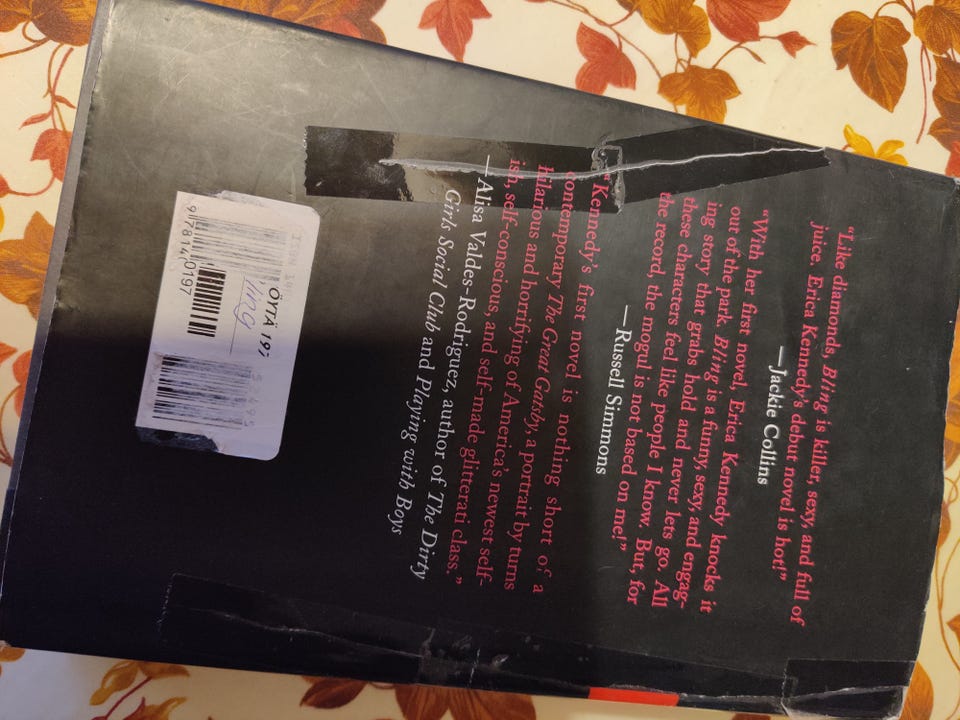 “Like diamonds, Bling is killer, sexy, and full of
juice. Erica Kennedy’s debut novel is hot!”
—Jackie Collins
“With her first novel, Erica Kennedy knocks it
out of the park. Bling is a funny, sexy, and engag-
ing story that grabs hold and never lets go. All
these characters feel like people I know. But, for
the record, the mogul is not based on me!”
— Russell Simmons
“Kennedy’s first novel is nothing short of a
contemporary The Great Gatsby, a portrait by turns
hilarious and horrifying of America’s newest self-
ish, self-conscious, and self-made glitterati class.”
—Alisa Valdes-Rodriguez, author of The Dirty
Girls Social Club and Playing with Boys
ÖYTÄ 197
9 781401 97